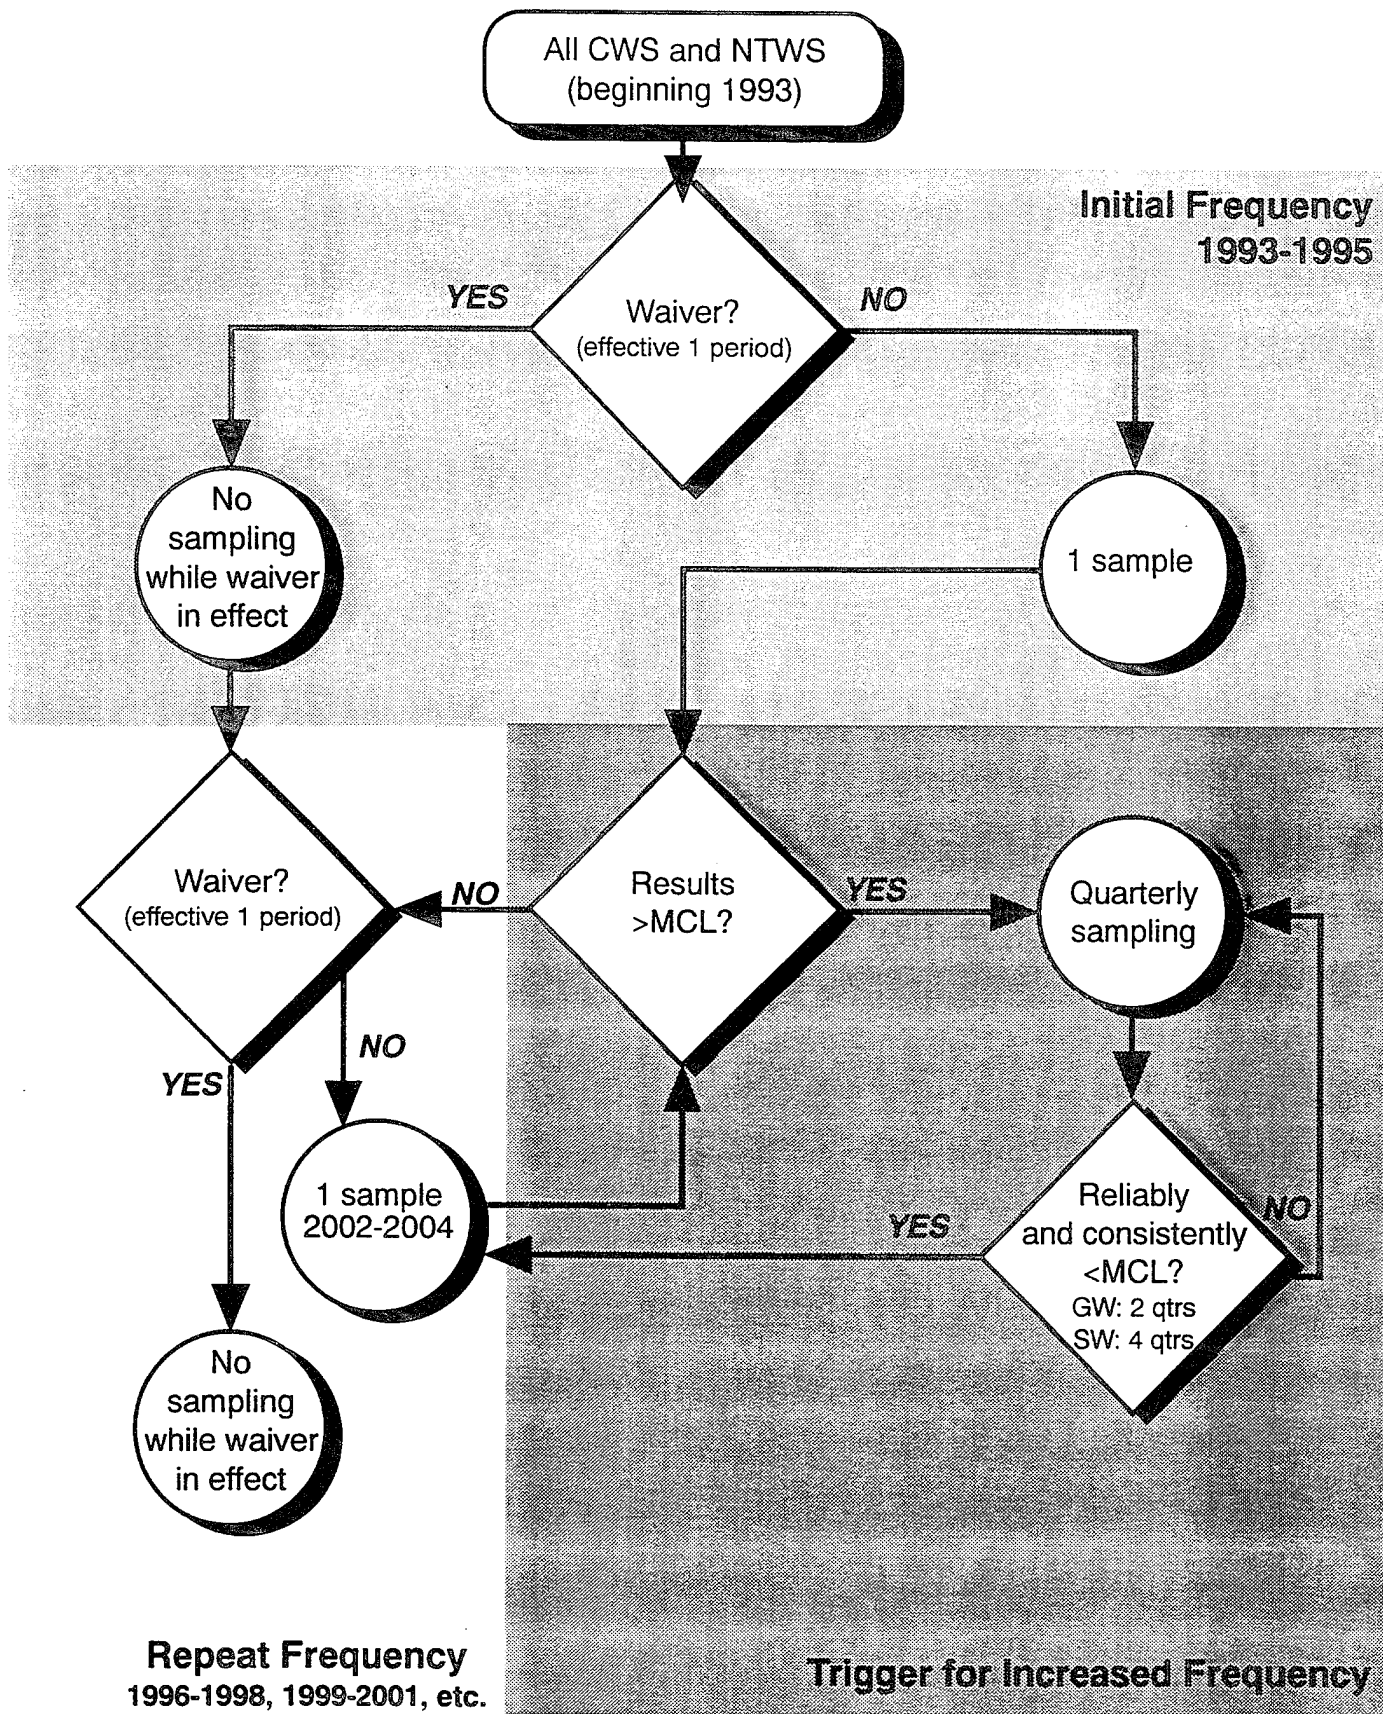 All CWS and NTWS
(beginning 1993)
Initial Frequency
1993-1995
YES
NO
Waiver?
(effective 1 period)
No
sampling
while waiver
in effect
1 sample
Waiver?
(effective 1 period)
NO
Results
>MCL?
YES
Quarterly
sampling
NO
YES
1 sample
2002-2004
YES
Reliably
and consistently
<MCL?
GW: 2 qtrs
SW: 4 qtrs
NO
No
sampling
while waiver
in effect
Repeat Frequency
1996-1998, 1999-2001, etc.
Trigger for Increased Frequency